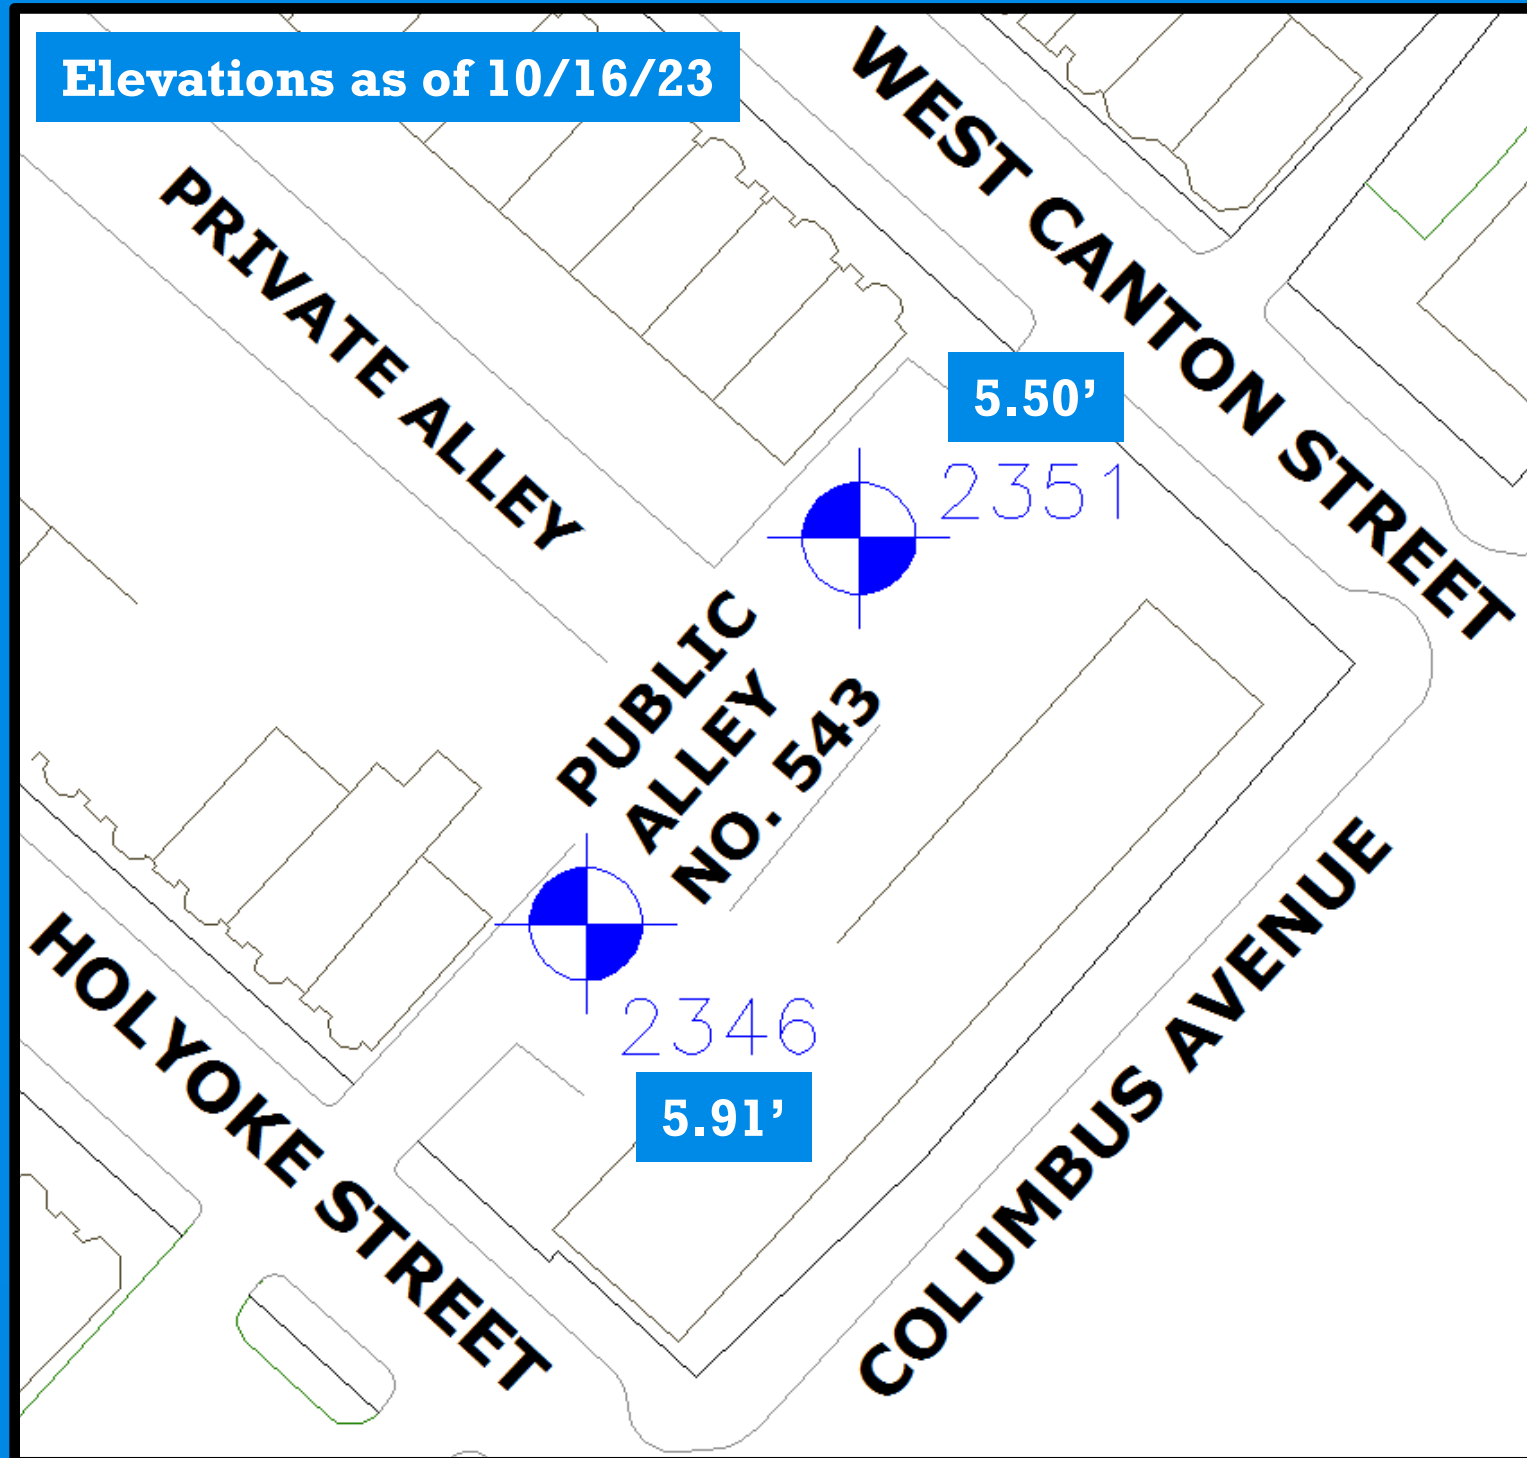 Elevations as of 10/16/23
WEST CANTON STREET
PRIVATE ALLEY
5.50’
2351
PUBLIC
ALLEY
NO. 543
2346
5.91’
HOLYOKE STREET
COLUMBUS AVENUE